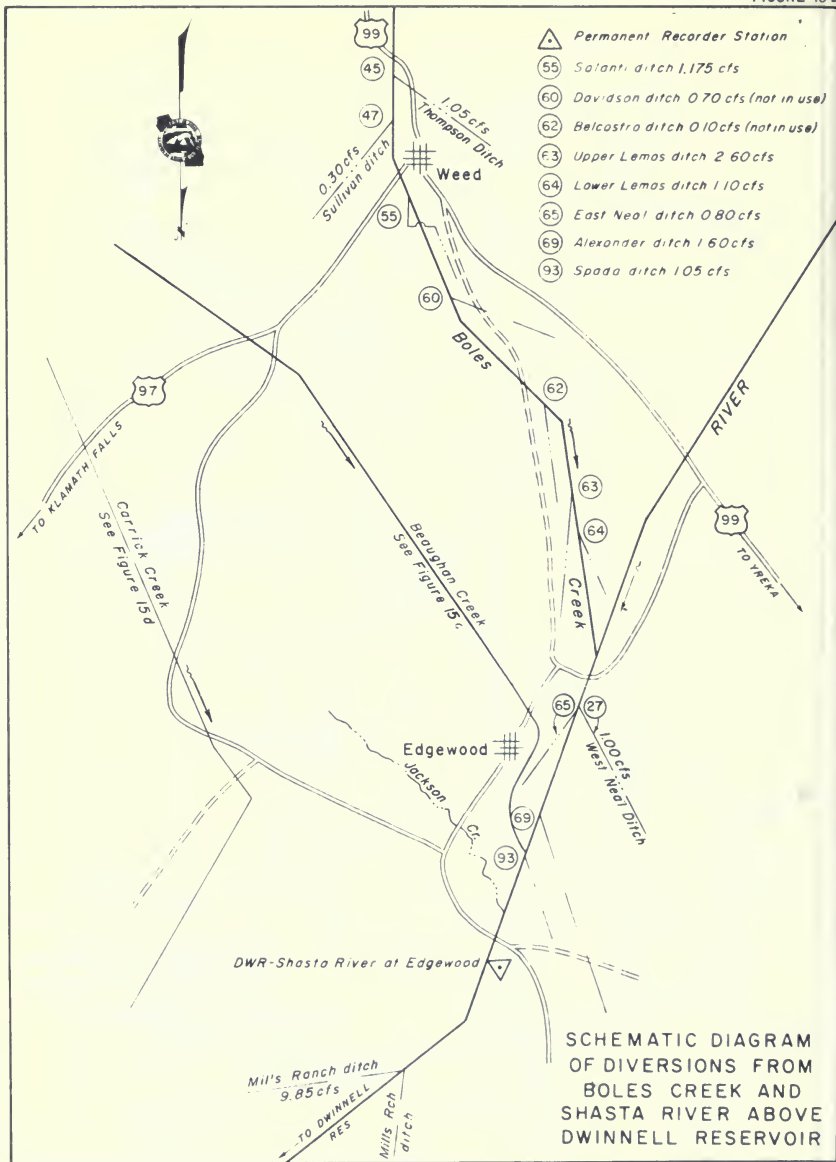 99
Permanent Recorder Station
55 Solanti ditch 1.175 cfs
60 Davidson ditch 0.70 cfs (not in use)
62 Belcastro ditch 0.10 cfs (not in use)
63 Upper Lemos ditch 2.60 cfs
64 Lower Lemos ditch 1.10 cfs
65 East Neal ditch 0.80 cfs
69 Alexander ditch 1.60 cfs
93 Spada ditch 1.05 cfs
45
1.05 cfs
Thompson Ditch
47
0.30 cfs
Sullivan ditch
Weed
55
60
Boles
62
RIVER
97
TO KLAMATH FALLS
63
64
99
TO YREKA
Carrick Creek
See Figure 15d
Beaughan Creek
See Figure 15c
Creek
65
27
1.00 cfs
West Neal Ditch
Edgewood
Jackson
Cr.
69
93
DWR-Shasta River at Edgewood
Mil's Ranch ditch
9.85 cfs
Mills Rch
ditch
TO DWINNELL
RES
SCHEMATIC DIAGRAM
OF DIVERSIONS FROM
BOLES CREEK AND
SHASTA RIVER ABOVE
DWINNELL RESERVOIR